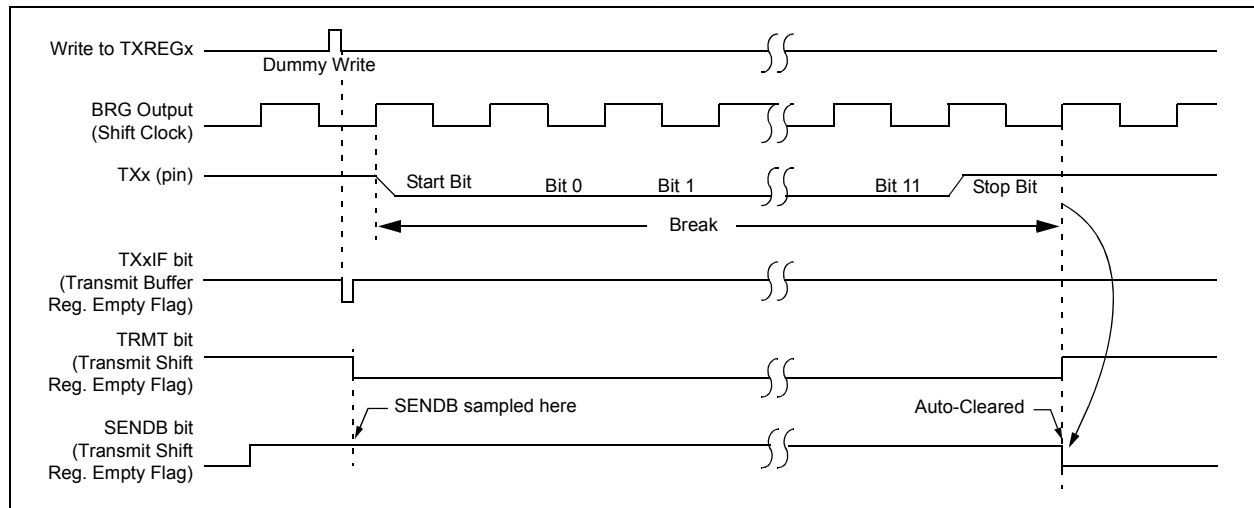 Write to TXREGx
Dummy Write
BRG Output
(Shift Clock)
TXx (pin)
Start Bit
Bit 0
Bit 1
Bit 11
Stop Bit
Break
TXxIF bit
(Transmit Buffer
Reg. Empty Flag)
TRMT bit
(Transmit Shift
Reg. Empty Flag)
SENDB sampled here
Auto-Cleared
SENDB bit
(Transmit Shift
Reg. Empty Flag)